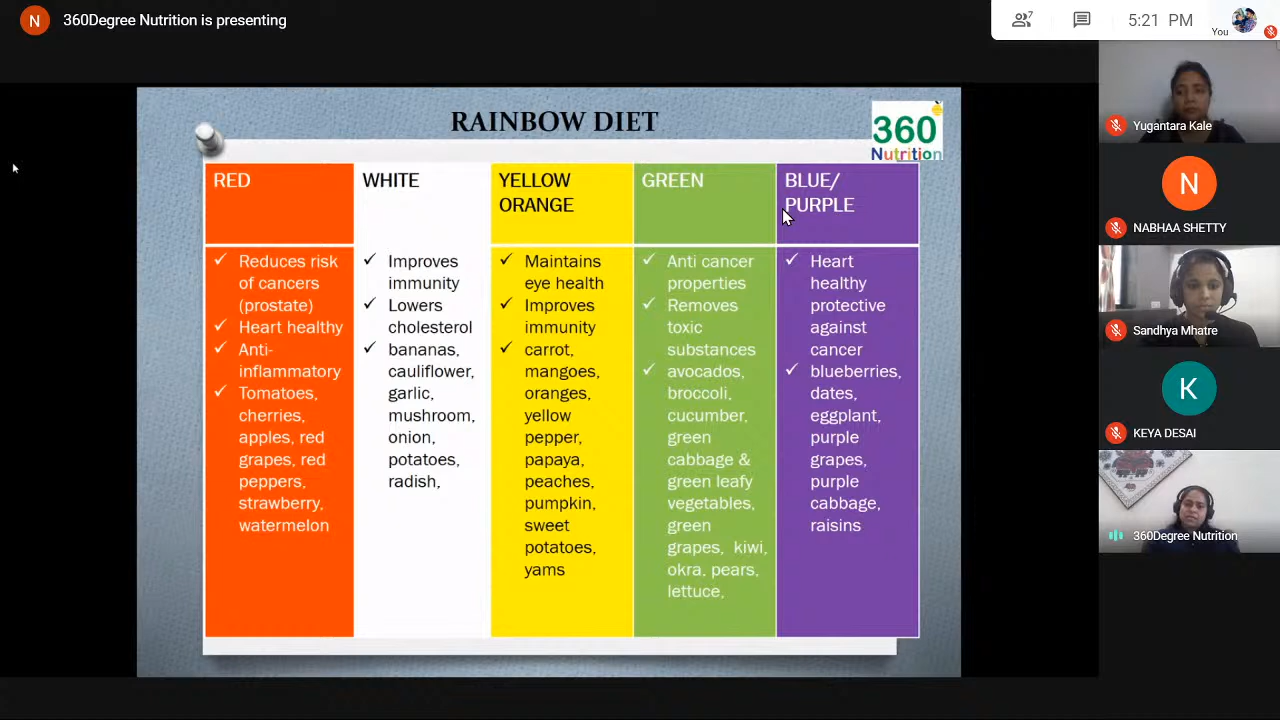 N
360Degree Nutrition is presenting
7
5:21 PM
You
RAINBOW DIET
360
Nutrition
RED
Reduces risk
of cancers
(prostate)
Heart healthy
Anti-
inflammatory
Tomatoes,
cherries,
apples, red
grapes, red
peppers,
strawberry,
watermelon
WHITE
Improves
immunity
Lowers
cholesterol
bananas,
cauliflower,
garlic,
mushroom,
onion,
potatoes,
radish,
YELLOW
ORANGE
Maintains
eye health
Improves
immunity
carrot,
mangoes,
oranges,
yellow
pepper,
papaya,
peaches,
pumpkin,
sweet
potatoes,
yams
GREEN
Anti cancer
properties
Removes
toxic
substances
avocados,
broccoli,
cucumber,
green
cabbage &
green leafy
vegetables,
green
grapes, kiwi,
okra, pears,
lettuce,
BLUE/
PURPLE
Heart
healthy
protective
against
cancer
blueberries,
dates,
eggplant,
purple
grapes,
purple
cabbage,
raisins
Yugantara Kale
N
NABHAA SHETTY
Sandhya Mhatre
K
KEYA DESAI
360Degree Nutrition